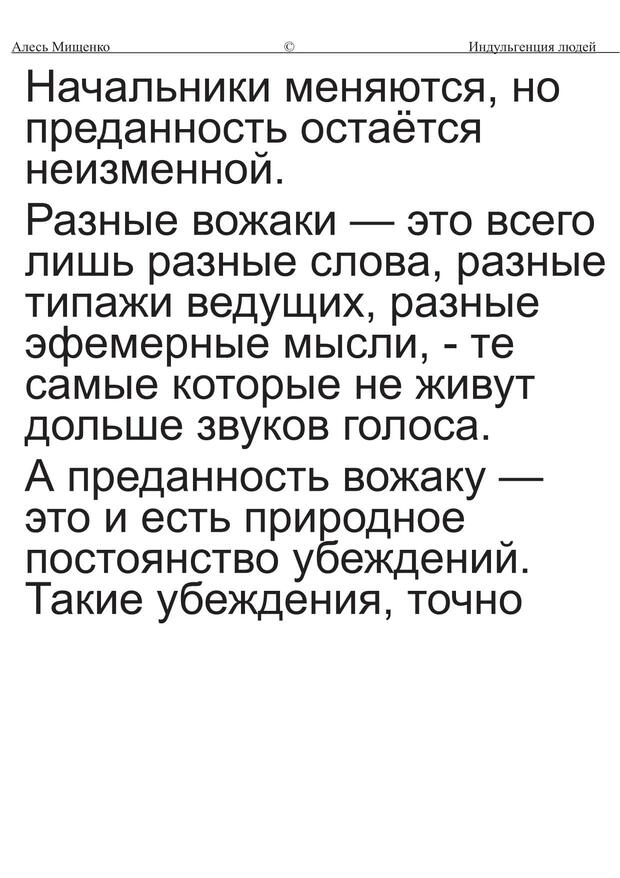 Алесь Мищенко © Индульгенция людей
Начальники меняются, но
преданность остаётся
неизменной.
Разные вожаки — это всего
лишь разные слова, разные
типажи ведущих, разные
эфемерные мысли, - те
самые которые не живут
дольше звуков голоса.
А преданность вожаку —
это и есть природное
постоянство убеждений.
Такие убеждения, точно